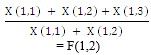 X (1,1) + X (1,2) + X (1,3)
X (1,1) + X (1,2)
= F(1,2)